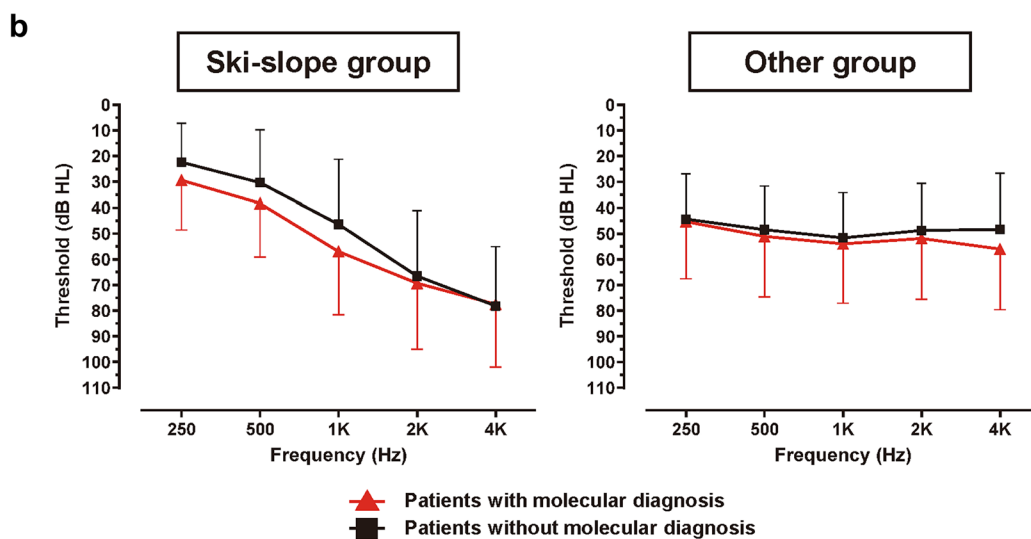 b
Ski-slope group
Other group
Threshold (dB HL)
0
10
20
30
40
50
60
70
80
90
100
110
250 500 1K 2K 4K
Frequency (Hz)
Threshold (dB HL)
0
10
20
30
40
50
60
70
80
90
100
110
250 500 1K 2K 4K
Frequency (Hz)
Patients with molecular diagnosis
Patients without molecular diagnosis